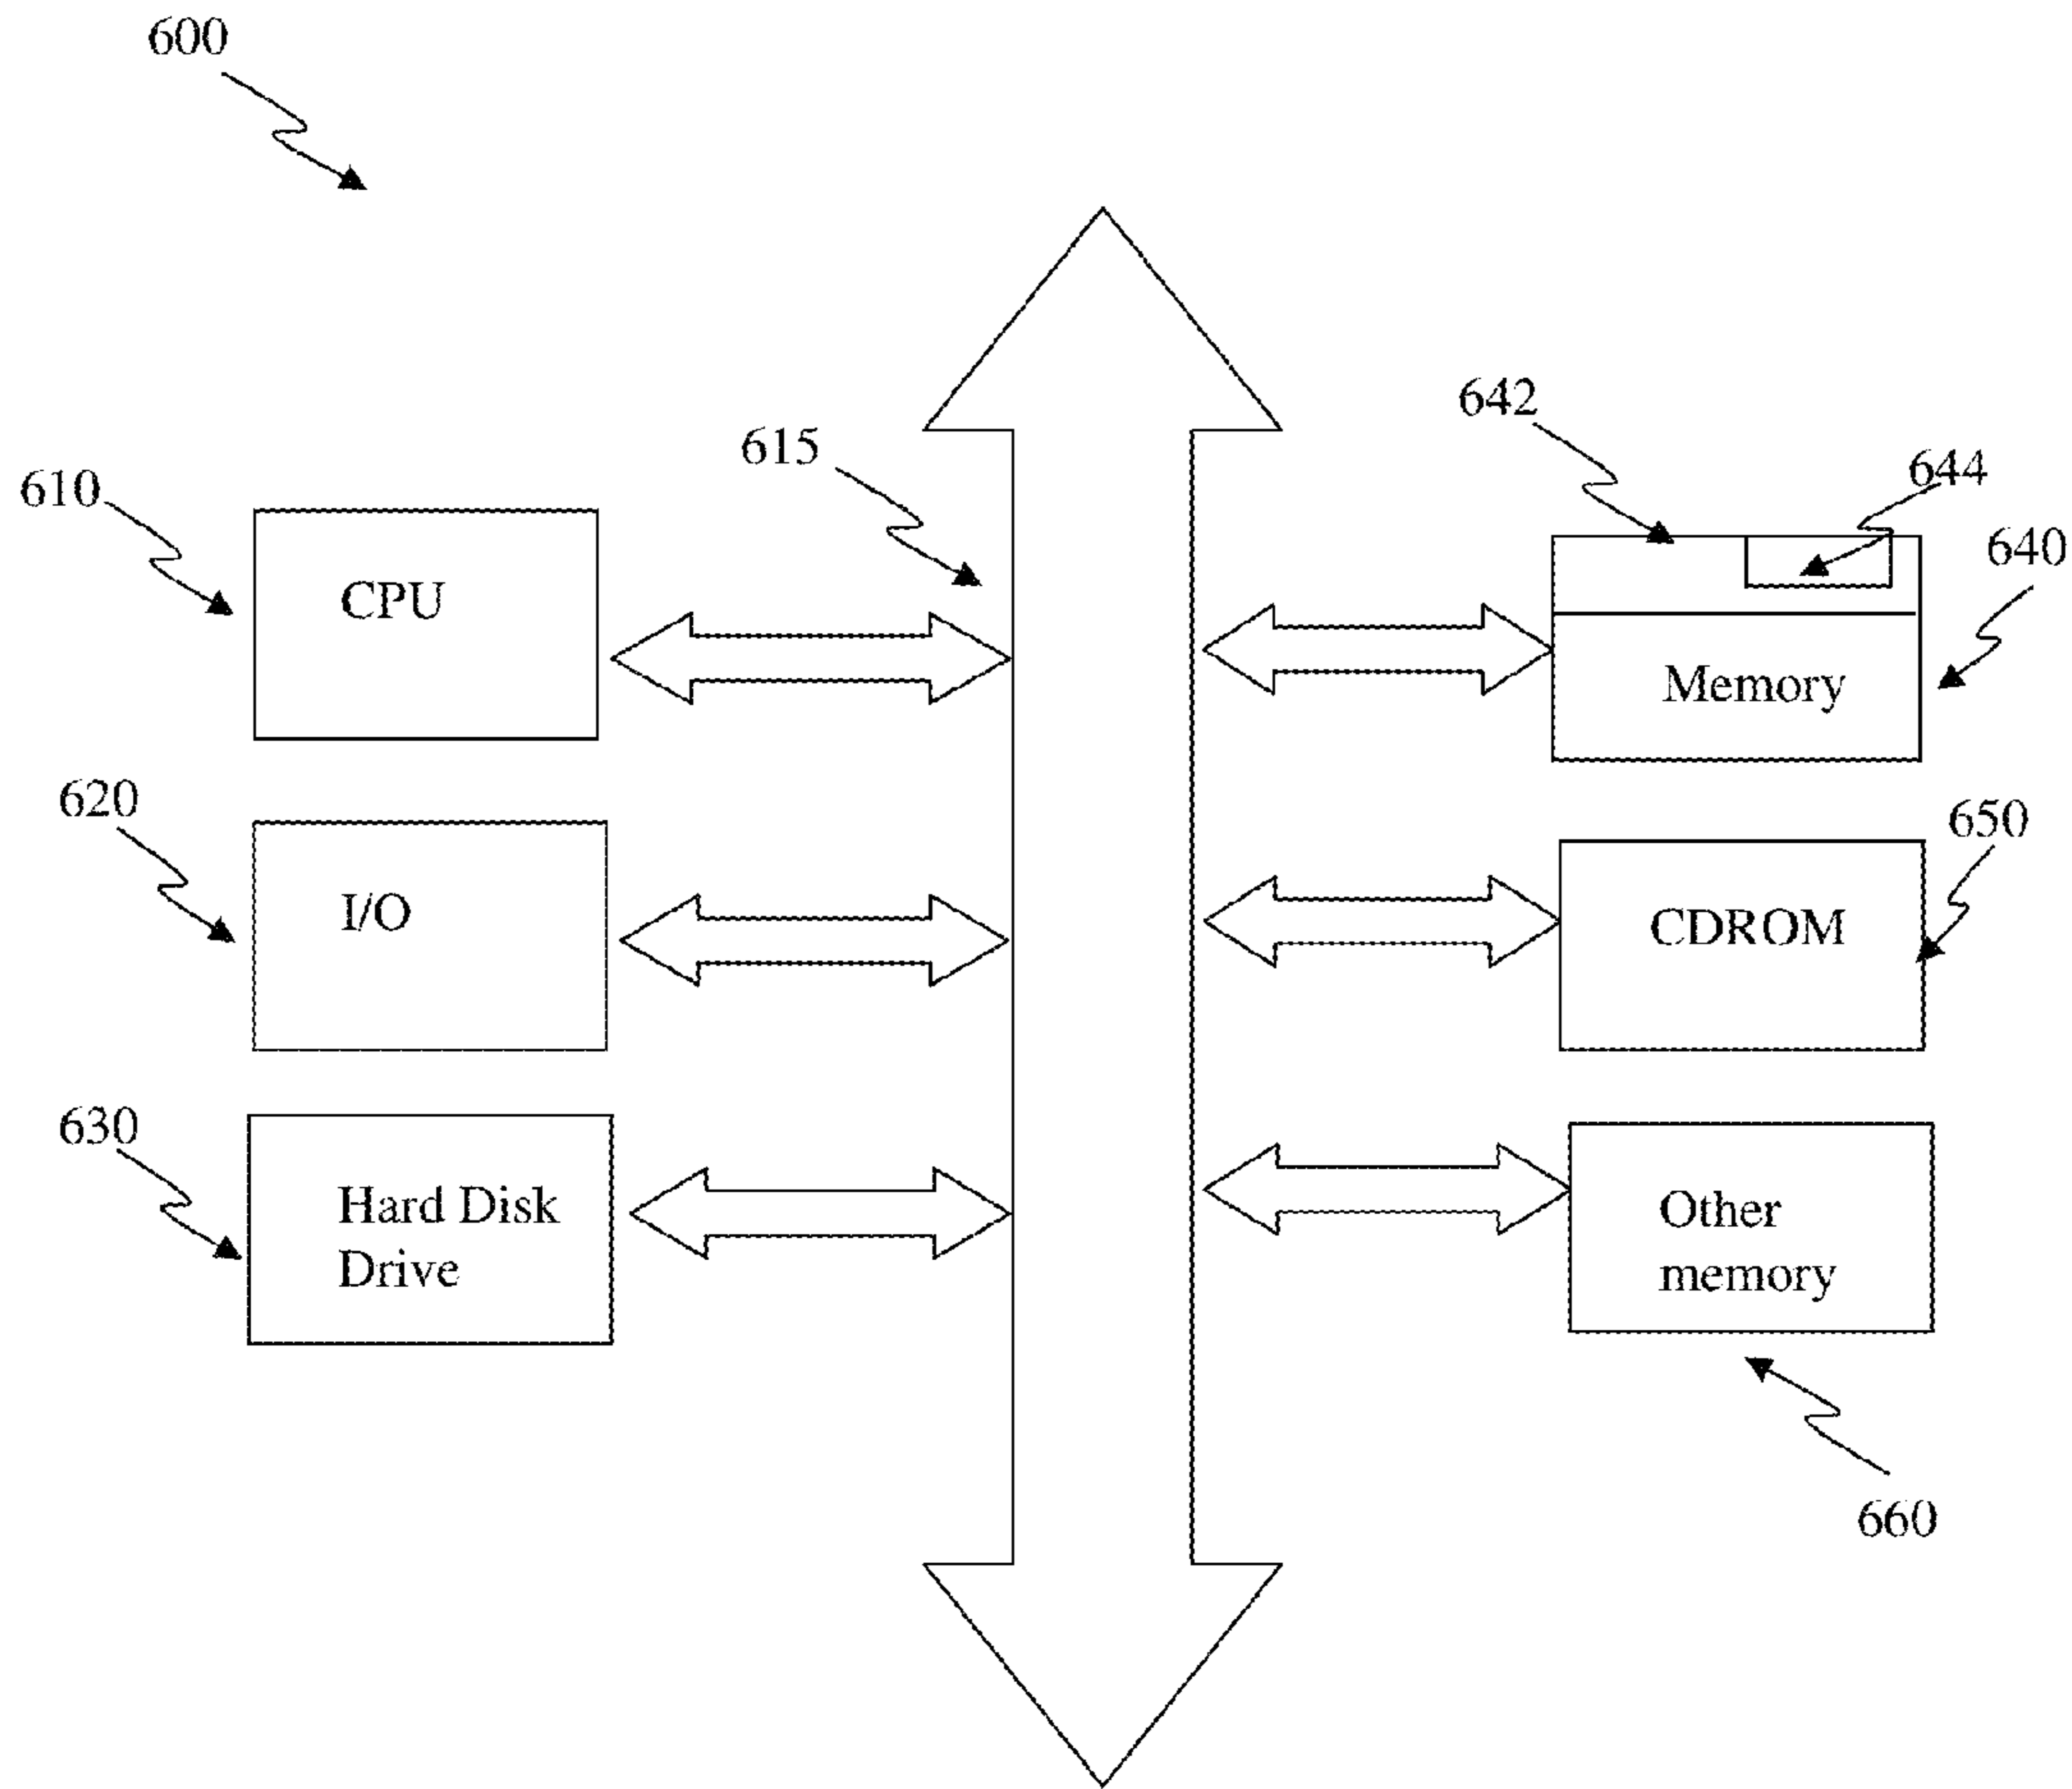 600
642
615
644
610
640
CPU
Memory
620
650
I/O
CDROM
630
Hard Disk
Drive
Other
memory
660